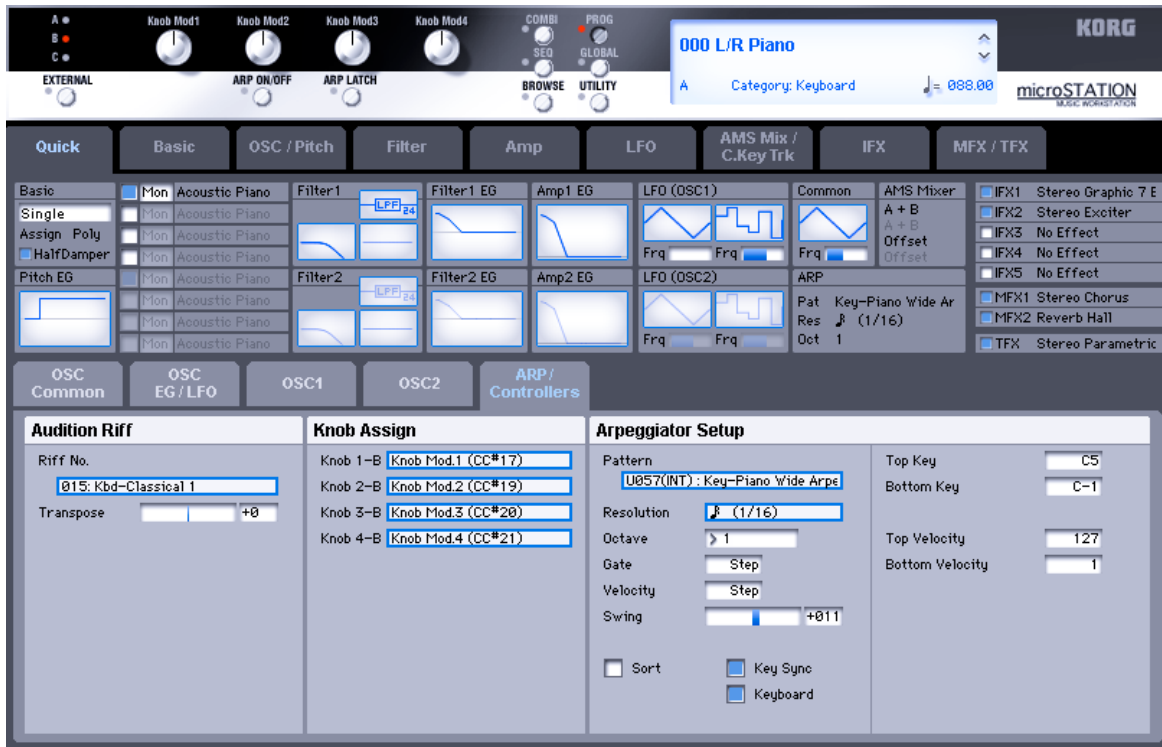 A
B
C
Knob Mod1 Knob Mod2 Knob Mod3 Knob Mod4
COMBI PROG
SEQ GLOBAL
EXTERNAL ARP ON/OFF ARP LATCH
BROWSE UTILITY
000 L/R Piano
A Category: Keyboard ♩= 088.00
KORG
microSTATION
MUSIC WORKSTATION
Quick Basic OSC / Pitch Filter Amp LFO AMS Mix / C.Key Trk IFX MFX / TFX
Basic
Single
Assign Poly
HalfDamper
Pitch EG
Mon Acoustic Piano
Mon Acoustic Piano
Mon Acoustic Piano
Mon Acoustic Piano
Mon Acoustic Piano
Mon Acoustic Piano
Mon Acoustic Piano
Mon Acoustic Piano
Filter1
LPF 24
Filter1 EG
Amp1 EG
LFO (OSC1)
Frq Frq
Common
Frq
AMS Mixer
A + B
A + B
Offset
Offset
Filter2
LPF 24
Filter2 EG
Amp2 EG
LFO (OSC2)
Frq Frq
ARP
Pat Key-Piano Wide Ar
Res (1/16)
Oct 1
IFX1 Stereo Graphic 7 E
IFX2 Stereo Exciter
IFX3 No Effect
IFX4 No Effect
IFX5 No Effect
MFX1 Stereo Chorus
MFX2 Reverb Hall
TFX Stereo Parametric
OSC Common OSC EG / LFO OSC1 OSC2 ARP / Controllers
Audition Riff
Riff No.
015: Kbd-Classical 1
Transpose +0
Knob Assign
Knob 1-B Knob Mod.1 (CC#17)
Knob 2-B Knob Mod.2 (CC#19)
Knob 3-B Knob Mod.3 (CC#20)
Knob 4-B Knob Mod.4 (CC#21)
Arpeggiator Setup
Pattern
U057(INT) : Key-Piano Wide Arpe
Resolution (1/16)
Octave 1
Gate Step
Velocity Step
Swing +011
Sort Key Sync
Keyboard
Top Key C5
Bottom Key C-1
Top Velocity 127
Bottom Velocity 1